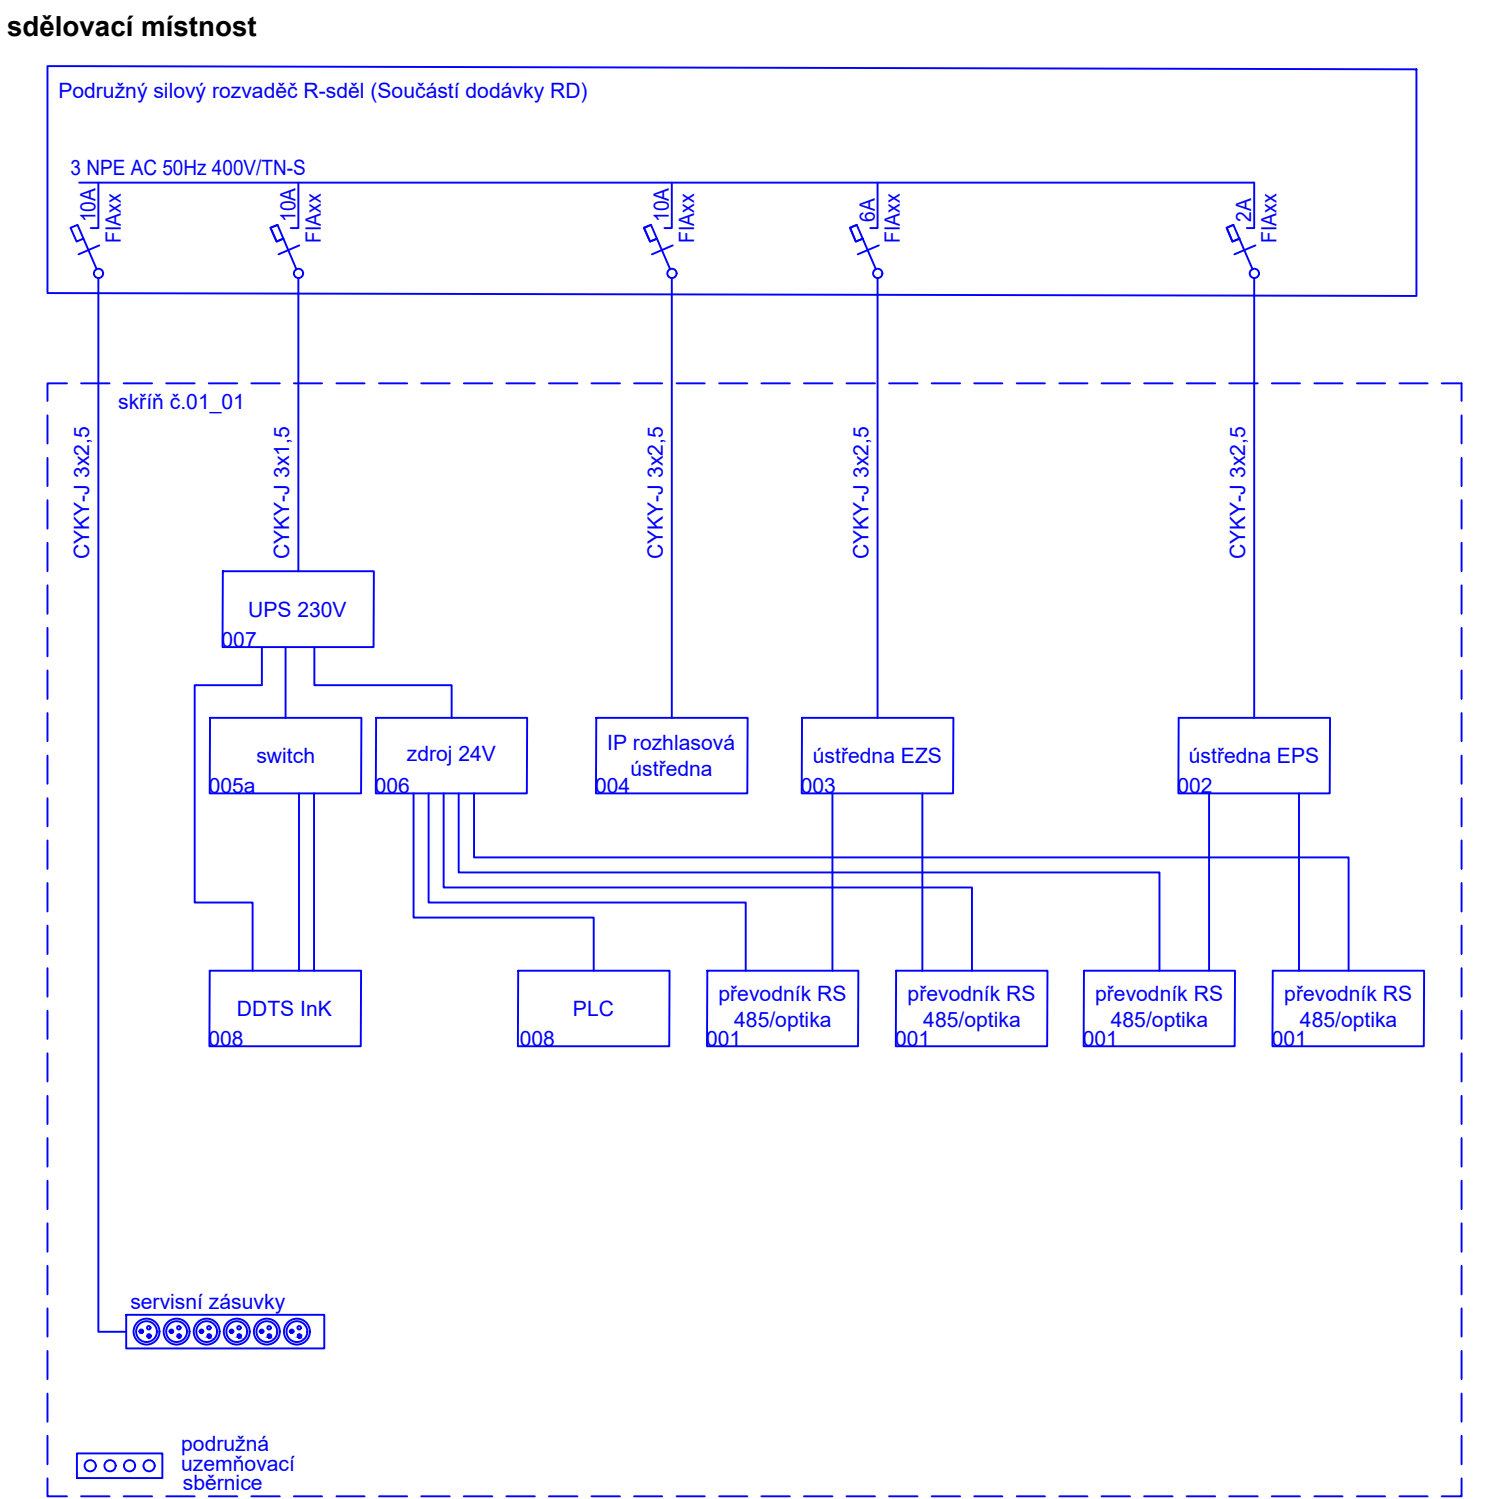 sdělovací místnost
Podružný silový rozvaděč R-sděl (Součástí dodávky RD)
3 NPE AC 50Hz 400V/TN-S
10A
FIAxx
10A
FIAxx
10A
FIAxx
6A
FIAxx
2A
FIAxx
skříň č.01_01
CYKY-J 3x2,5
CYKY-J 3x1,5
CYKY-J 3x2,5
CYKY-J 3x2,5
CYKY-J 3x2,5
UPS 230V
007
switch
005a
zdroj 24V
006
IP rozhlasová
ústředna
004
ústředna EZS
003
ústředna EPS
002
DDTS InK
008
PLC
008
převodník RS
485/optika
001
převodník RS
485/optika
001
převodník RS
485/optika
001
převodník RS
485/optika
001
servisní zásuvky
podružná
uzemňovací
sběrnice